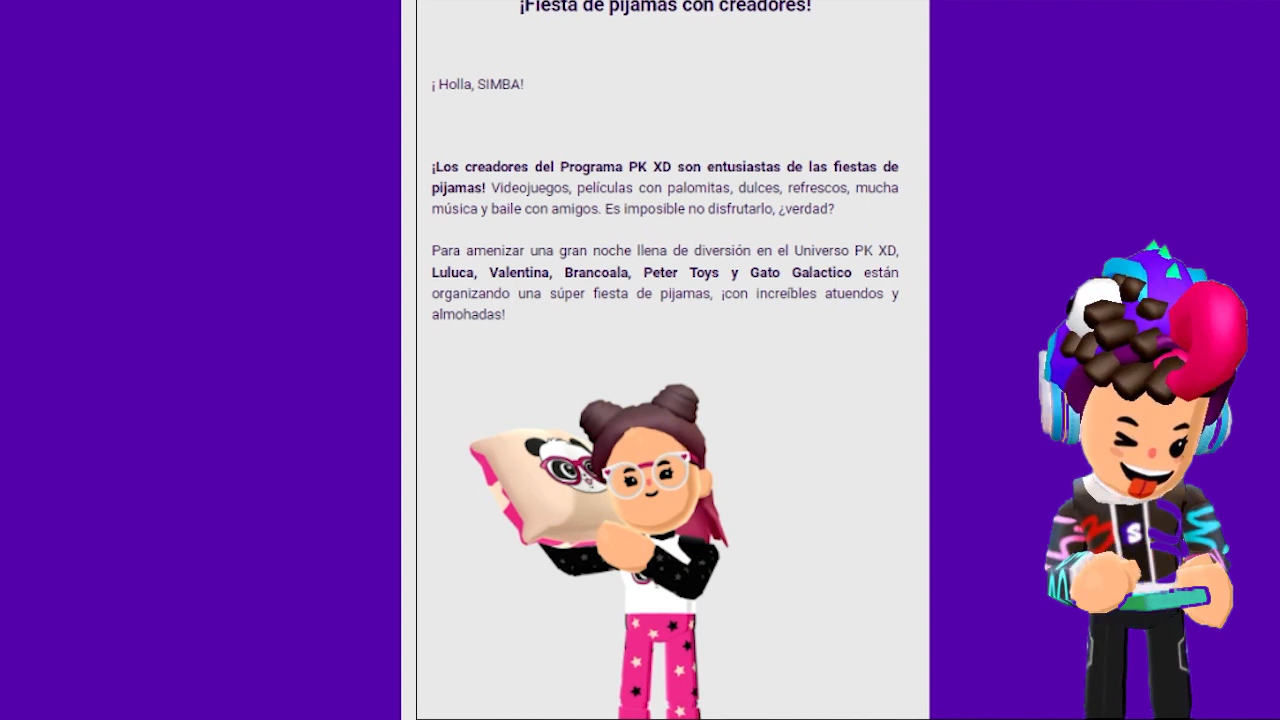 ¡Fiesta de pijamas con creadores!
¡ Holla, SIMBA!
¡Los creadores del Programa PK XD son entusiastas de las fiestas de
pijamas! Videojuegos, películas con palomitas, dulces, refrescos, mucha
música y baile con amigos. Es imposible no disfrutarlo, ¿verdad?
Para amenizar una gran noche llena de diversión en el Universo PK XD,
Luluca, Valentina, Brancoala, Peter Toys y Gato Galactico están
organizando una súper fiesta de pijamas, ¡con increíbles atuendos y
almohadas!
S